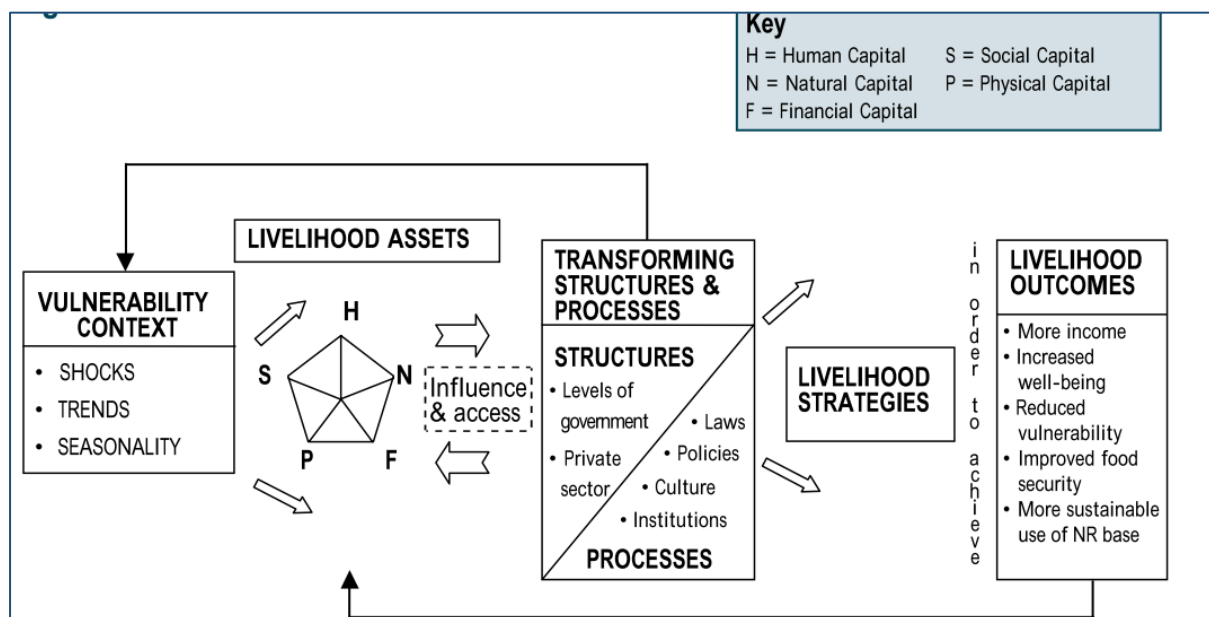 Key
H = Human Capital S = Social Capital
N = Natural Capital P = Physical Capital
F = Financial Capital
LIVELIHOOD ASSETS
VULNERABILITY
CONTEXT
• SHOCKS
• TRENDS
• SEASONALITY
H
S
N
P
F
Influence
& access
TRANSFORMING
STRUCTURES &
PROCESSES
STRUCTURES
• Levels of
government
• Private
sector
• Laws
• Policies
• Culture
• Institutions
PROCESSES
LIVELIHOOD
STRATEGIES
in order to achieve
LIVELIHOOD
OUTCOMES
• More income
• Increased
well-being
• Reduced
vulnerability
• Improved food
security
• More sustainable
use of NR base